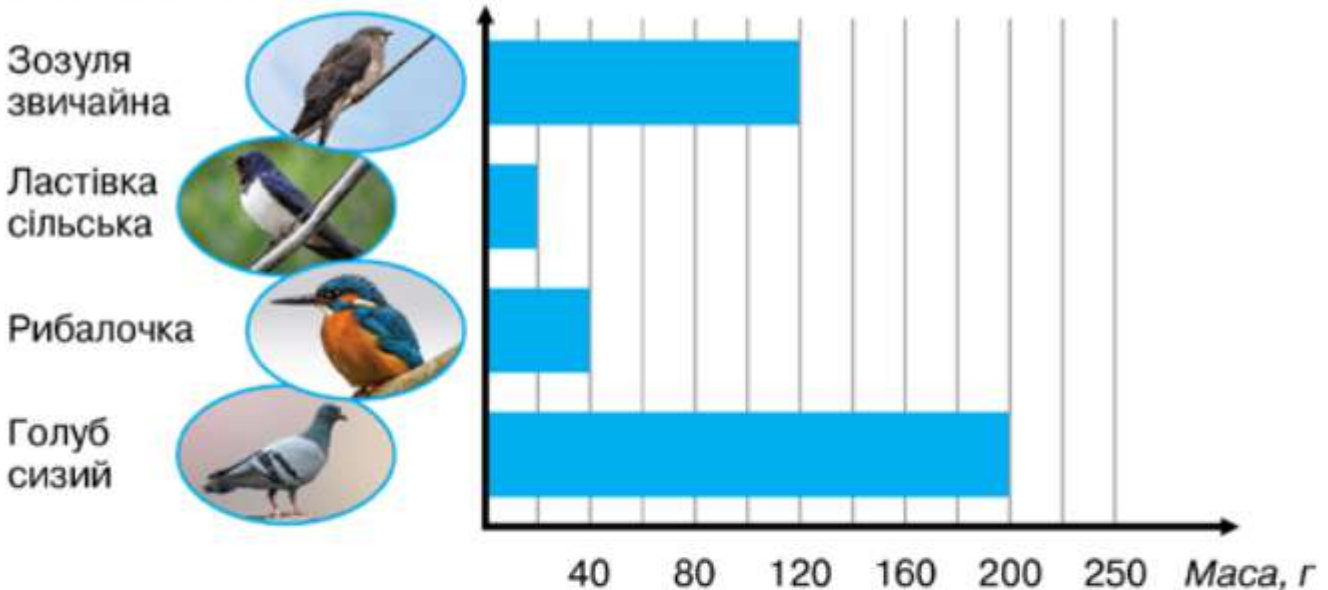 Зозуля
звичайна
Ластівка
сільська
Рибалочка
Голуб
сизий
40 80 120 160 200 250 Маса, г